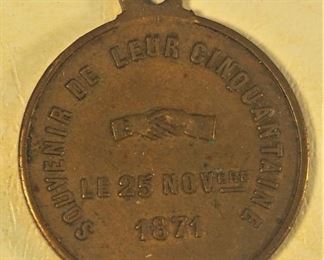 SOUVENIR DE LEUR CINQUANTAINE
LE 25 NOVBRE
1871